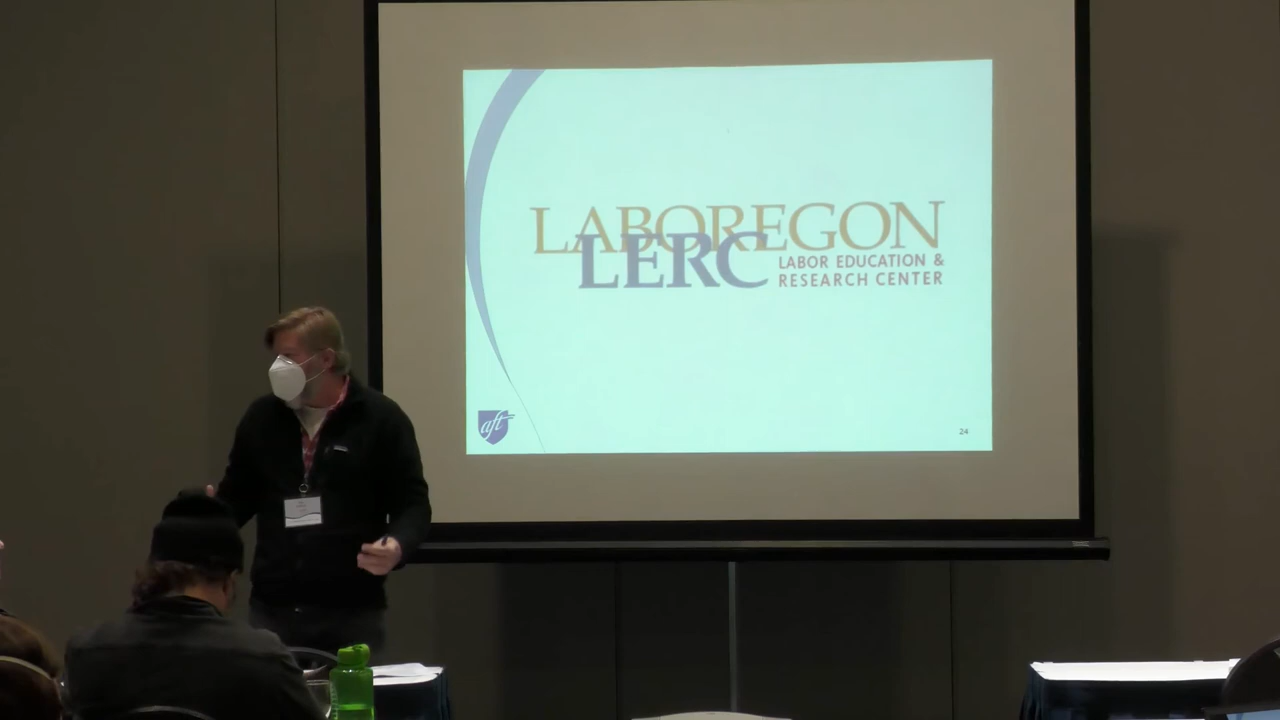 LABOREGON
LERC
LABOR EDUCATION &
RESEARCH CENTER
aft
24